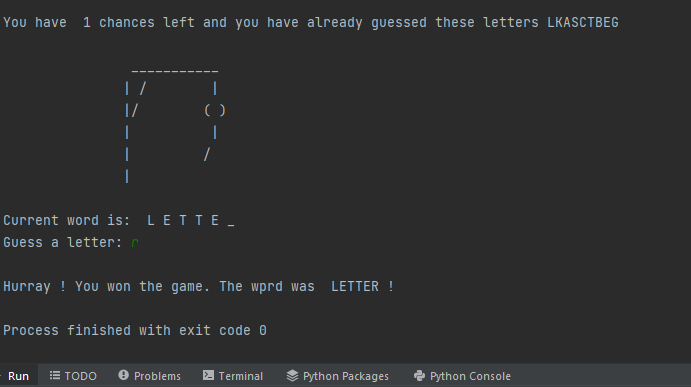 You have  1 chances left and you have already guessed these letters LKASCTBEG
___________
| /        |
|/        ( )
|          |
|         /
|
Current word is:  L E T T E _
Guess a letter: r
Hurray ! You won the game. The wprd was  LETTER !
Process finished with exit code 0
Run TODO Problems Terminal Python Packages Python Console